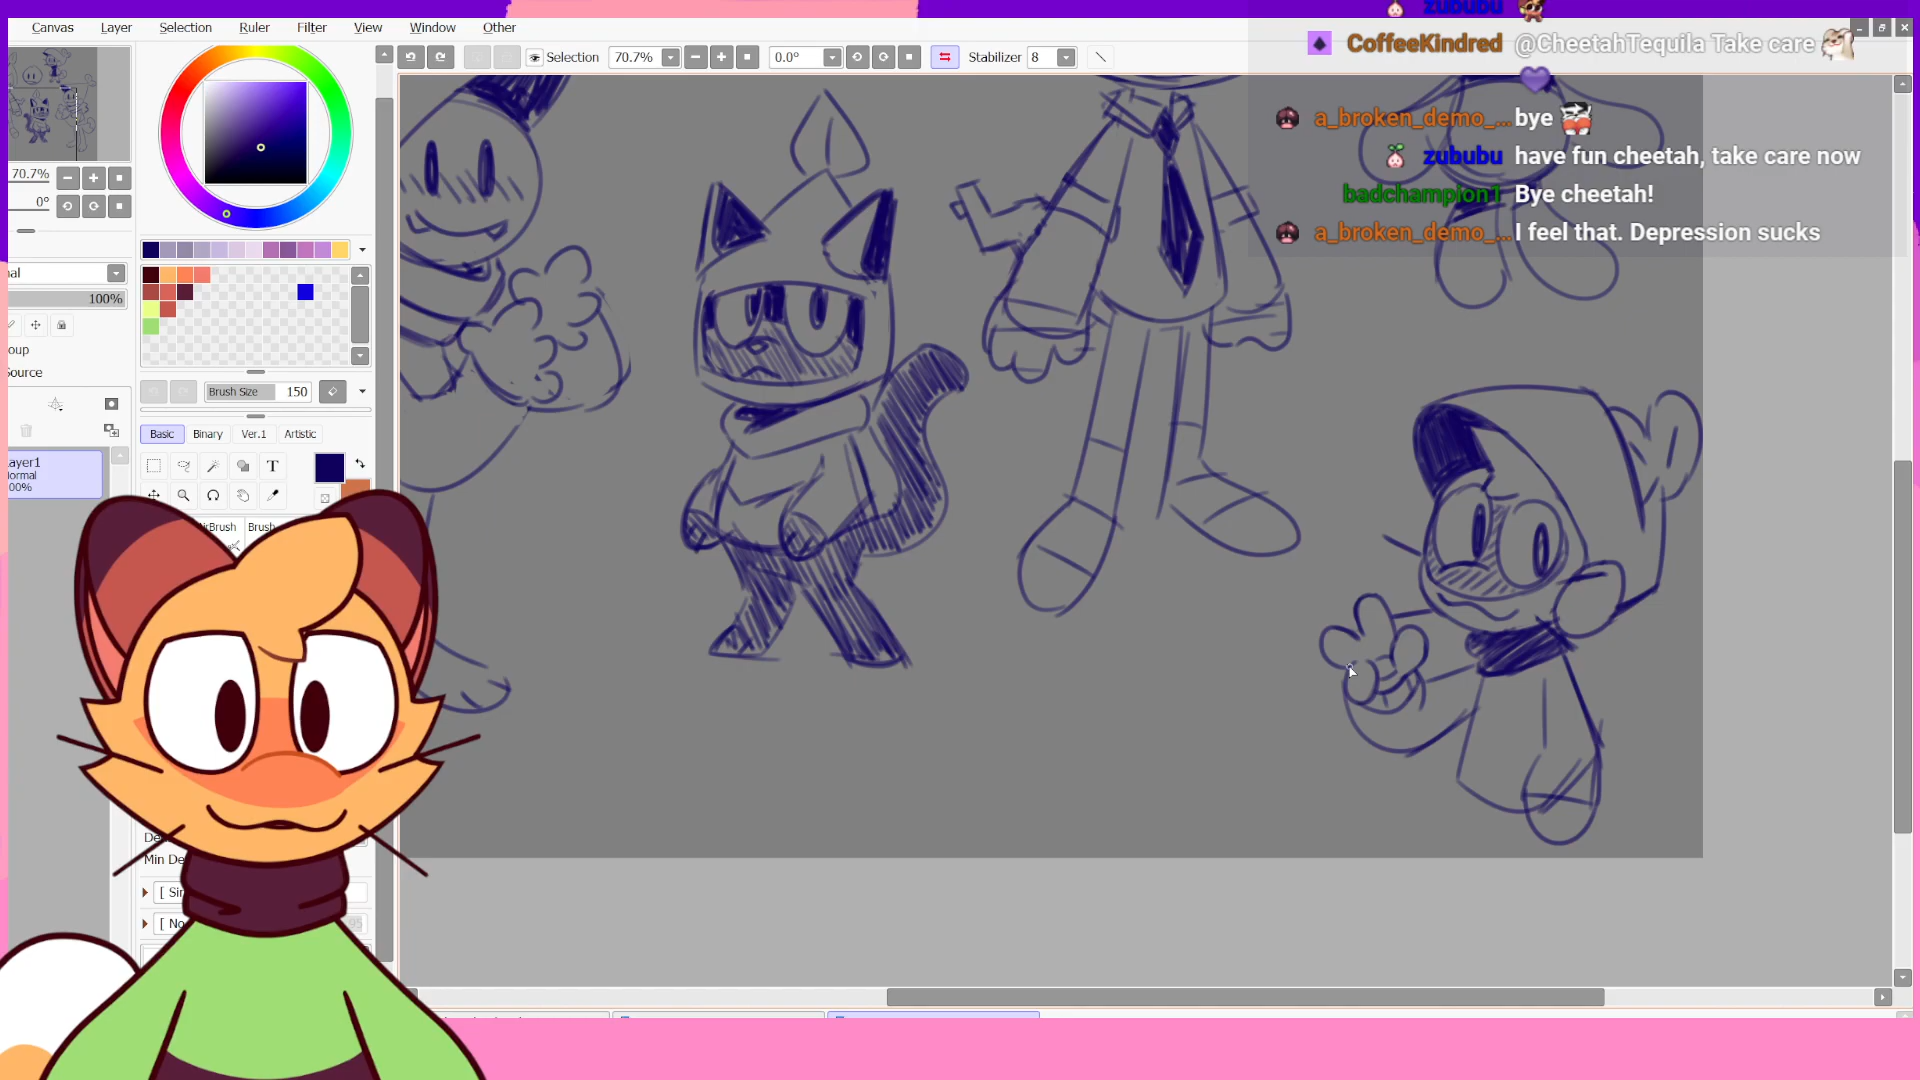 zububu
Canvas Layer Selection Ruler Filter View Window Other
CoffeeKindred @CheetahTequila Take care
Selection 70.7% 0.0° Stabilizer 8
a_broken_demo_... bye
zububu have fun cheetah, take care now
70.7%
badchampion1 Bye cheetah!
0°
a_broken_demo_... I feel that. Depression sucks
100%
Brush Size 150
Basic Binary Ver.1 Artistic
T
Brush
Min De